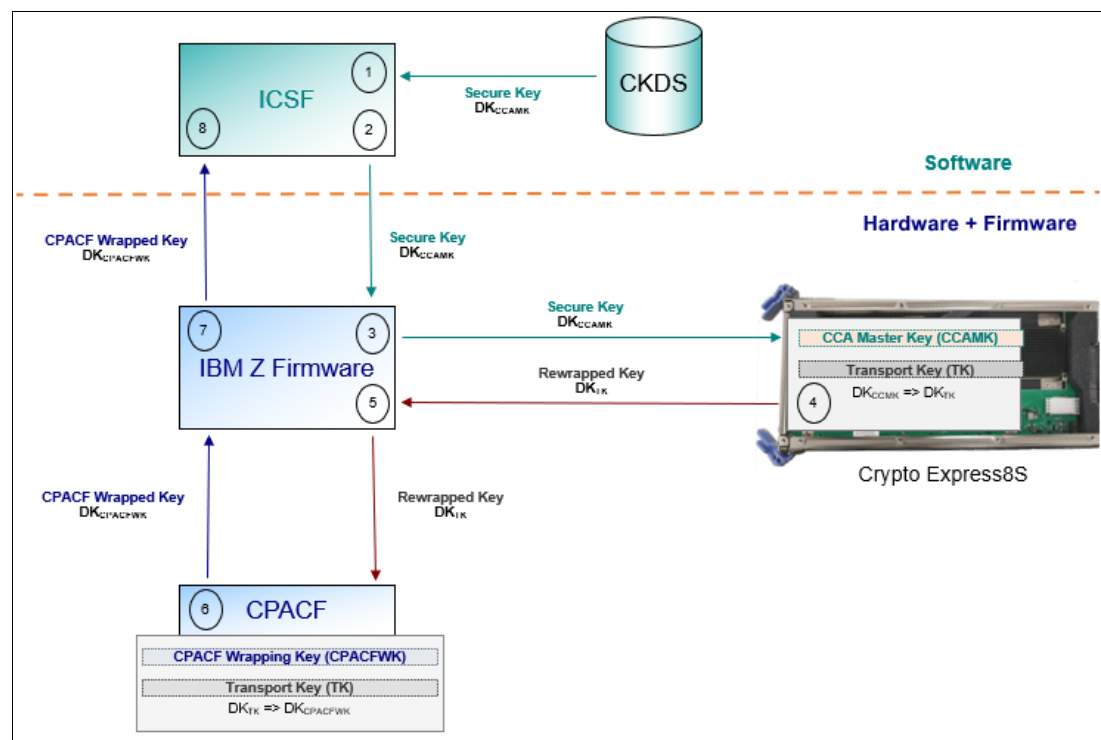 1
ICSF
8
2
CKDS
Secure Key
DKCCAMK
Software
Hardware + Firmware
CPACF Wrapped Key
DKCPACFWK
Secure Key
DKCCAMK
7
3
IBM Z Firmware
5
Secure Key
DKCCAMK
Rewrapped Key
DKTK
CCA Master Key (CCAMK)
Transport Key (TK)
DKCCMK => DKTK
4
Crypto Express8S
CPACF Wrapped Key
DKCPACFWK
Rewrapped Key
DKTK
6
CPACF
CPACF Wrapping Key (CPACFWK)
Transport Key (TK)
DKTK => DKCPACFWK